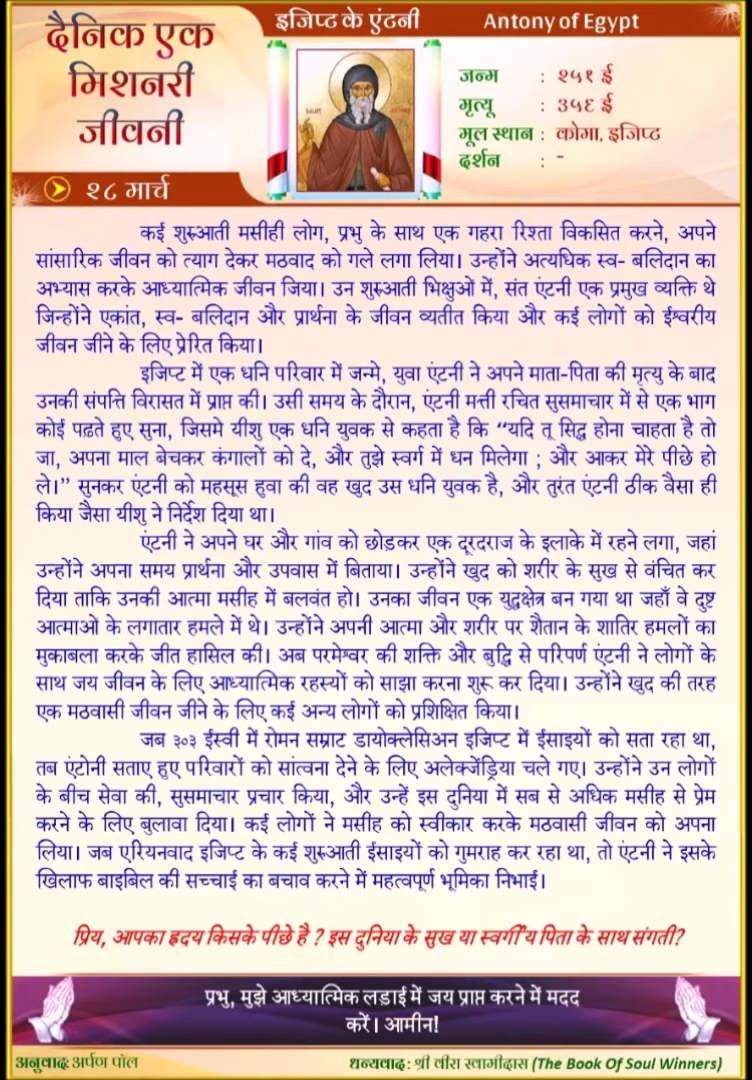 दैनिक एक
मिशनरी
जीवनी
२८ मार्च
इजिप्ट के एंटनी Antony of Egypt
जन्म : २५१ ई
मृत्यू : ३५६ ई
मूल स्थान : कोमा, इजिप्ट
दर्शन : -
कई शुरुआती मसीही लोग, प्रभु के साथ एक गहरा रिश्ता विकसित करने, अपने
सांसारिक जीवन को त्याग देकर मठवाद को गले लगा लिया। उन्होंने अत्यधिक स्व- बलिदान का
अभ्यास करके आध्यात्मिक जीवन जिया। उन शुरुआती भिक्षुओं में, संत एंटनी एक प्रमुख व्यक्ति थे
जिन्होंने एकांत, स्व- बलिदान और प्रार्थना के जीवन व्यतीत किया और कई लोगों को ईश्वरीय
जीवन जीने के लिए प्रेरित किया।
इजिप्ट में एक धनि परिवार में जन्मे, युवा एंटनी ने अपने माता-पिता की मृत्यु के बाद
उनकी संपत्ति विरासत में प्राप्त की। उसी समय के दौरान, एंटनी मत्ती रचित सुसमाचार में से एक भाग
कोई पढते हुए सुना, जिसमे यीशु एक धनि युवक से कहता है कि “यदि तू सिद्ध होना चाहता है तो
जा, अपना माल बेचकर कंगालों को दे, और तुझे स्वर्ग में धन मिलेगा ; और आकर मेरे पीछे हो
ले।” सुनकर एंटनी को महसूस हुवा की वह खुद उस धनि युवक है, और तुरंत एंटनी ठीक वैसा ही
किया जैसा यीशु ने निर्देश दिया था।
एंटनी ने अपने घर और गांव को छोड़कर एक दूरदराज के इलाके में रहने लगा, जहां
उन्होंने अपना समय प्रार्थना और उपवास में बिताया। उन्होंने खुद को शरीर के सुख से वंचित कर
दिया ताकि उनकी आत्मा मसीह में बलवंत हो। उनका जीवन एक युद्धक्षेत्र बन गया था जहाँ वे दुष्ट
आत्माओं के लगातार हमले में थे। उन्होंने अपनी आत्मा और शरीर पर शैतान के शातिर हमलों का
मुकाबला करके जीत हासिल की। अब परमेश्वर की शक्ति और बुद्धि से परिपर्ण एंटनी ने लोगों के
साथ जय जीवन के लिए आध्यात्मिक रहस्यों को साझा करना शुरू कर दिया। उन्होंने खुद की तरह
एक मठवासी जीवन जीने के लिए कई अन्य लोगों को प्रशिक्षित किया।
जब ३०३ ईस्वी में रोमन सम्राट डायोक्लेसिअन इजिप्ट में ईसाइयों को सता रहा था,
तब एंटोनी सताए हुए परिवारों को सांत्वना देने के लिए अलेक्जेंड्रिया चले गए। उन्होंने उन लोगों
के बीच सेवा की, सुसमाचार प्रचार किया, और उन्हें इस दुनिया में सब से अधिक मसीह से प्रेम
करने के लिए बुलावा दिया। कई लोगों ने मसीह को स्वीकार करके मठवासी जीवन को अपना
लिया। जब एरियनवाद इजिप्ट के कई शुरुआती ईसाइयों को गुमराह कर रहा था, तो एंटनी ने इसके
खिलाफ बाइबिल की सच्चाई का बचाव करने में महत्वपूर्ण भूमिका निभाई।
प्रिय, आपका ह्रदय किसके पीछे है ? इस दुनिया के सुख या स्वर्गीय पिता के साथ संगती?
प्रभु, मुझे आध्यात्मिक लड़ाई में जय प्राप्त करने में मदद
करें। आमीन!
अनुवाद: अर्पण पॉल धन्यवाद : श्री वीरा स्वामीदास (The Book Of Soul Winners)